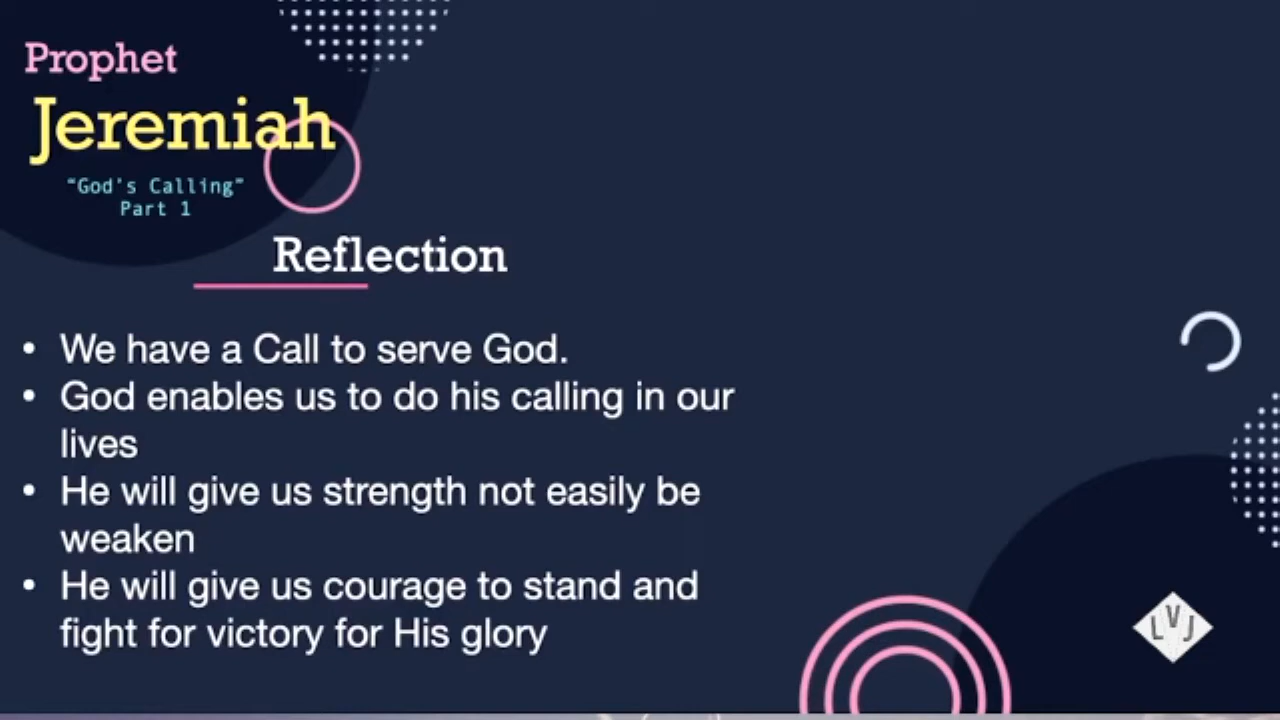 Prophet
Jeremiah
"God's Calling"
Part 1
Reflection
• We have a Call to serve God.
• God enables us to do his calling in our
lives
• He will give us strength not easily be
weaken
• He will give us courage to stand and
fight for victory for His glory
LVJ